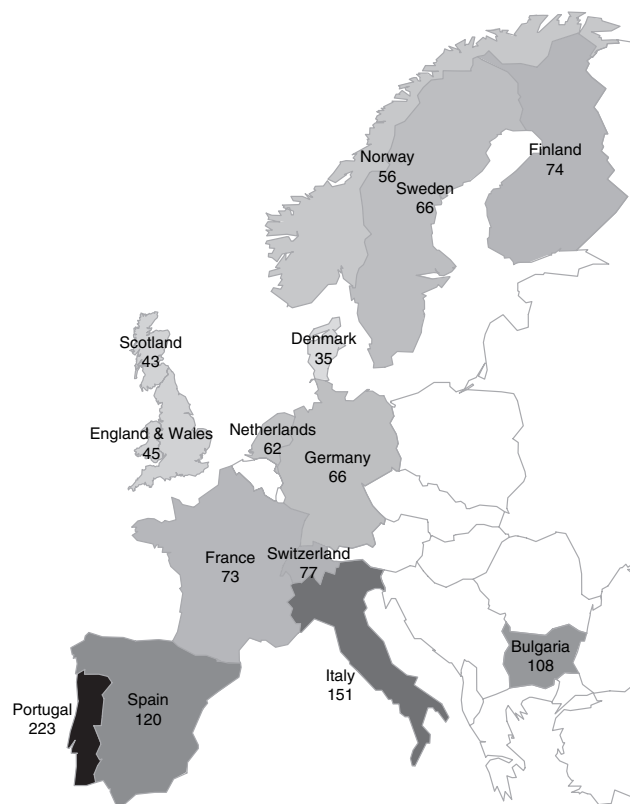 Norway
56
Sweden
66
Finland
74
Scotland
43
Denmark
35
England & Wales
45
Netherlands
62
Germany
66
France
73
Switzerland
77
Bulgaria
108
Italy
151
Spain
120
Portugal
223